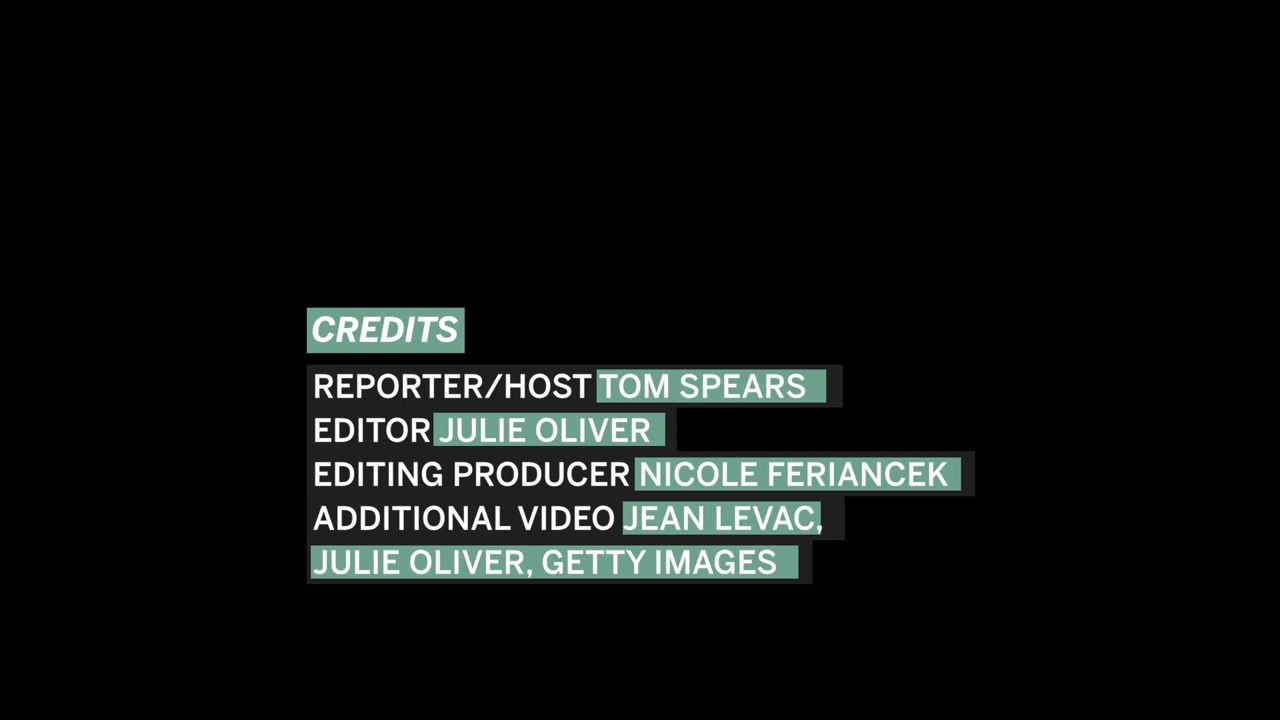 CREDITS
REPORTER/HOST TOM SPEARS
EDITOR JULIE OLIVER
EDITING PRODUCER NICOLE FERIANCEK
ADDITIONAL VIDEO JEAN LEVAC,
JULIE OLIVER, GETTY IMAGES